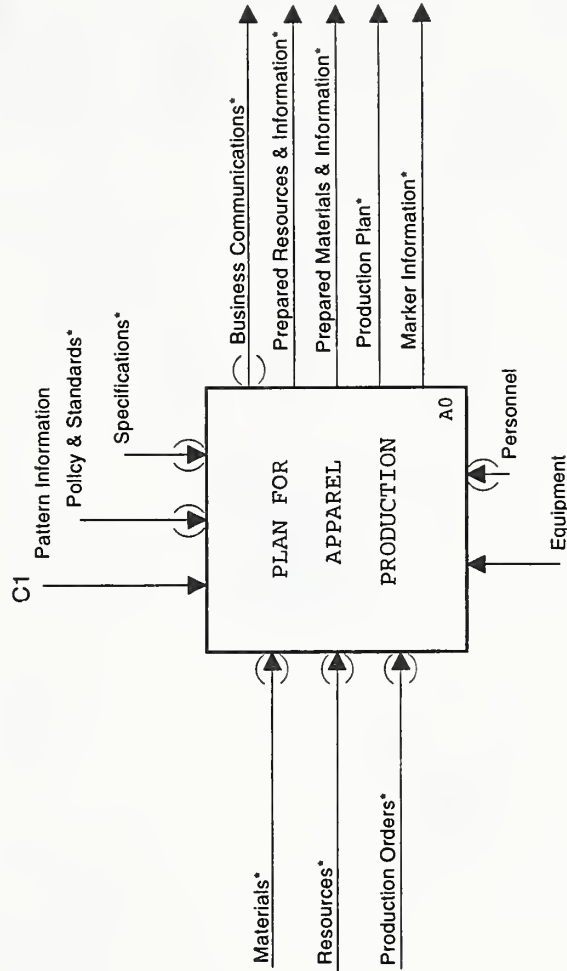 C1
Pattern Information
Policy & Standards*
Specifications*
Materials*
Resources*
Production Orders*
PLAN FOR
APPAREL
PRODUCTION
A0
Business Communications*
Prepared Resources & Information*
Prepared Materials & Information*
Production Plan*
Marker Information*
Equipment
Personnel